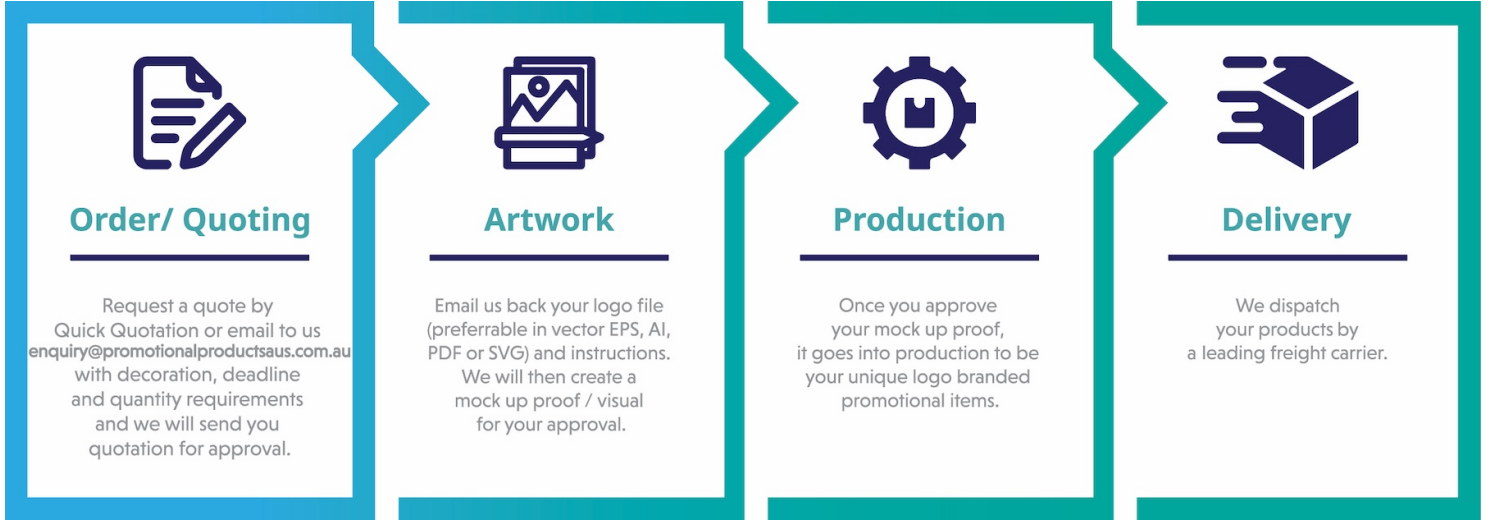 Order/ Quoting
Request a quote by
Quick Quotation or email to us
enquiry@promotionalproductsaus.com.au
with decoration, deadline
and quantity requirements
and we will send you
quotation for approval.
Artwork
Email us back your logo file
(preferrable in vector EPS, AI,
PDF or SVG) and instructions.
We will then create a
mock up proof / visual
for your approval.
Production
Once you approve
your mock up proof,
it goes into production to be
your unique logo branded
promotional items.
Delivery
We dispatch
your products by
a leading freight carrier.